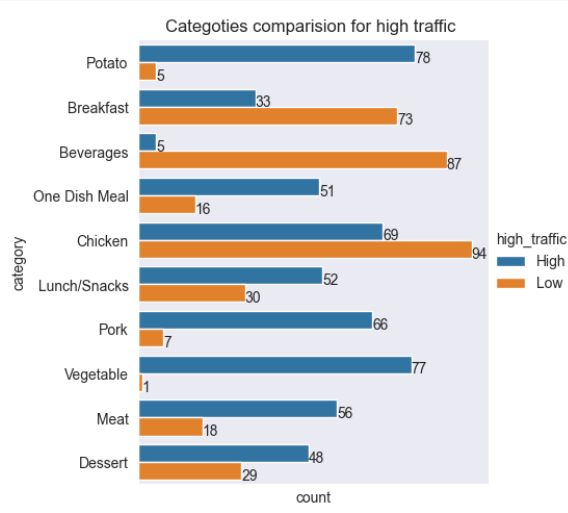 Categoties comparision for high traffic
Potato
78
5
Breakfast
33
73
Beverages
5
87
One Dish Meal
51
16
Chicken
69
94
Lunch/Snacks
52
30
Pork
66
7
Vegetable
77
1
Meat
56
18
Dessert
48
29
category
count
high_traffic
High
Low